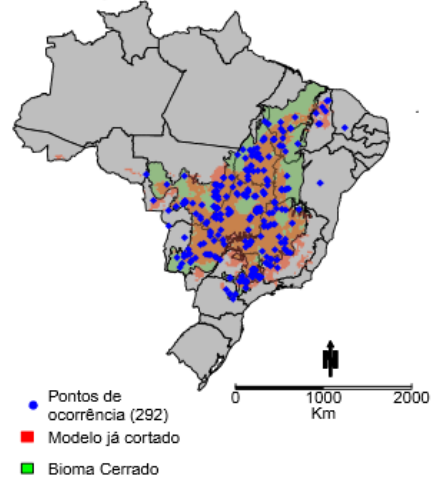 N
0 1000 2000
Km
Pontos de
ocorrência (292)
Modelo já cortado
Bioma Cerrado